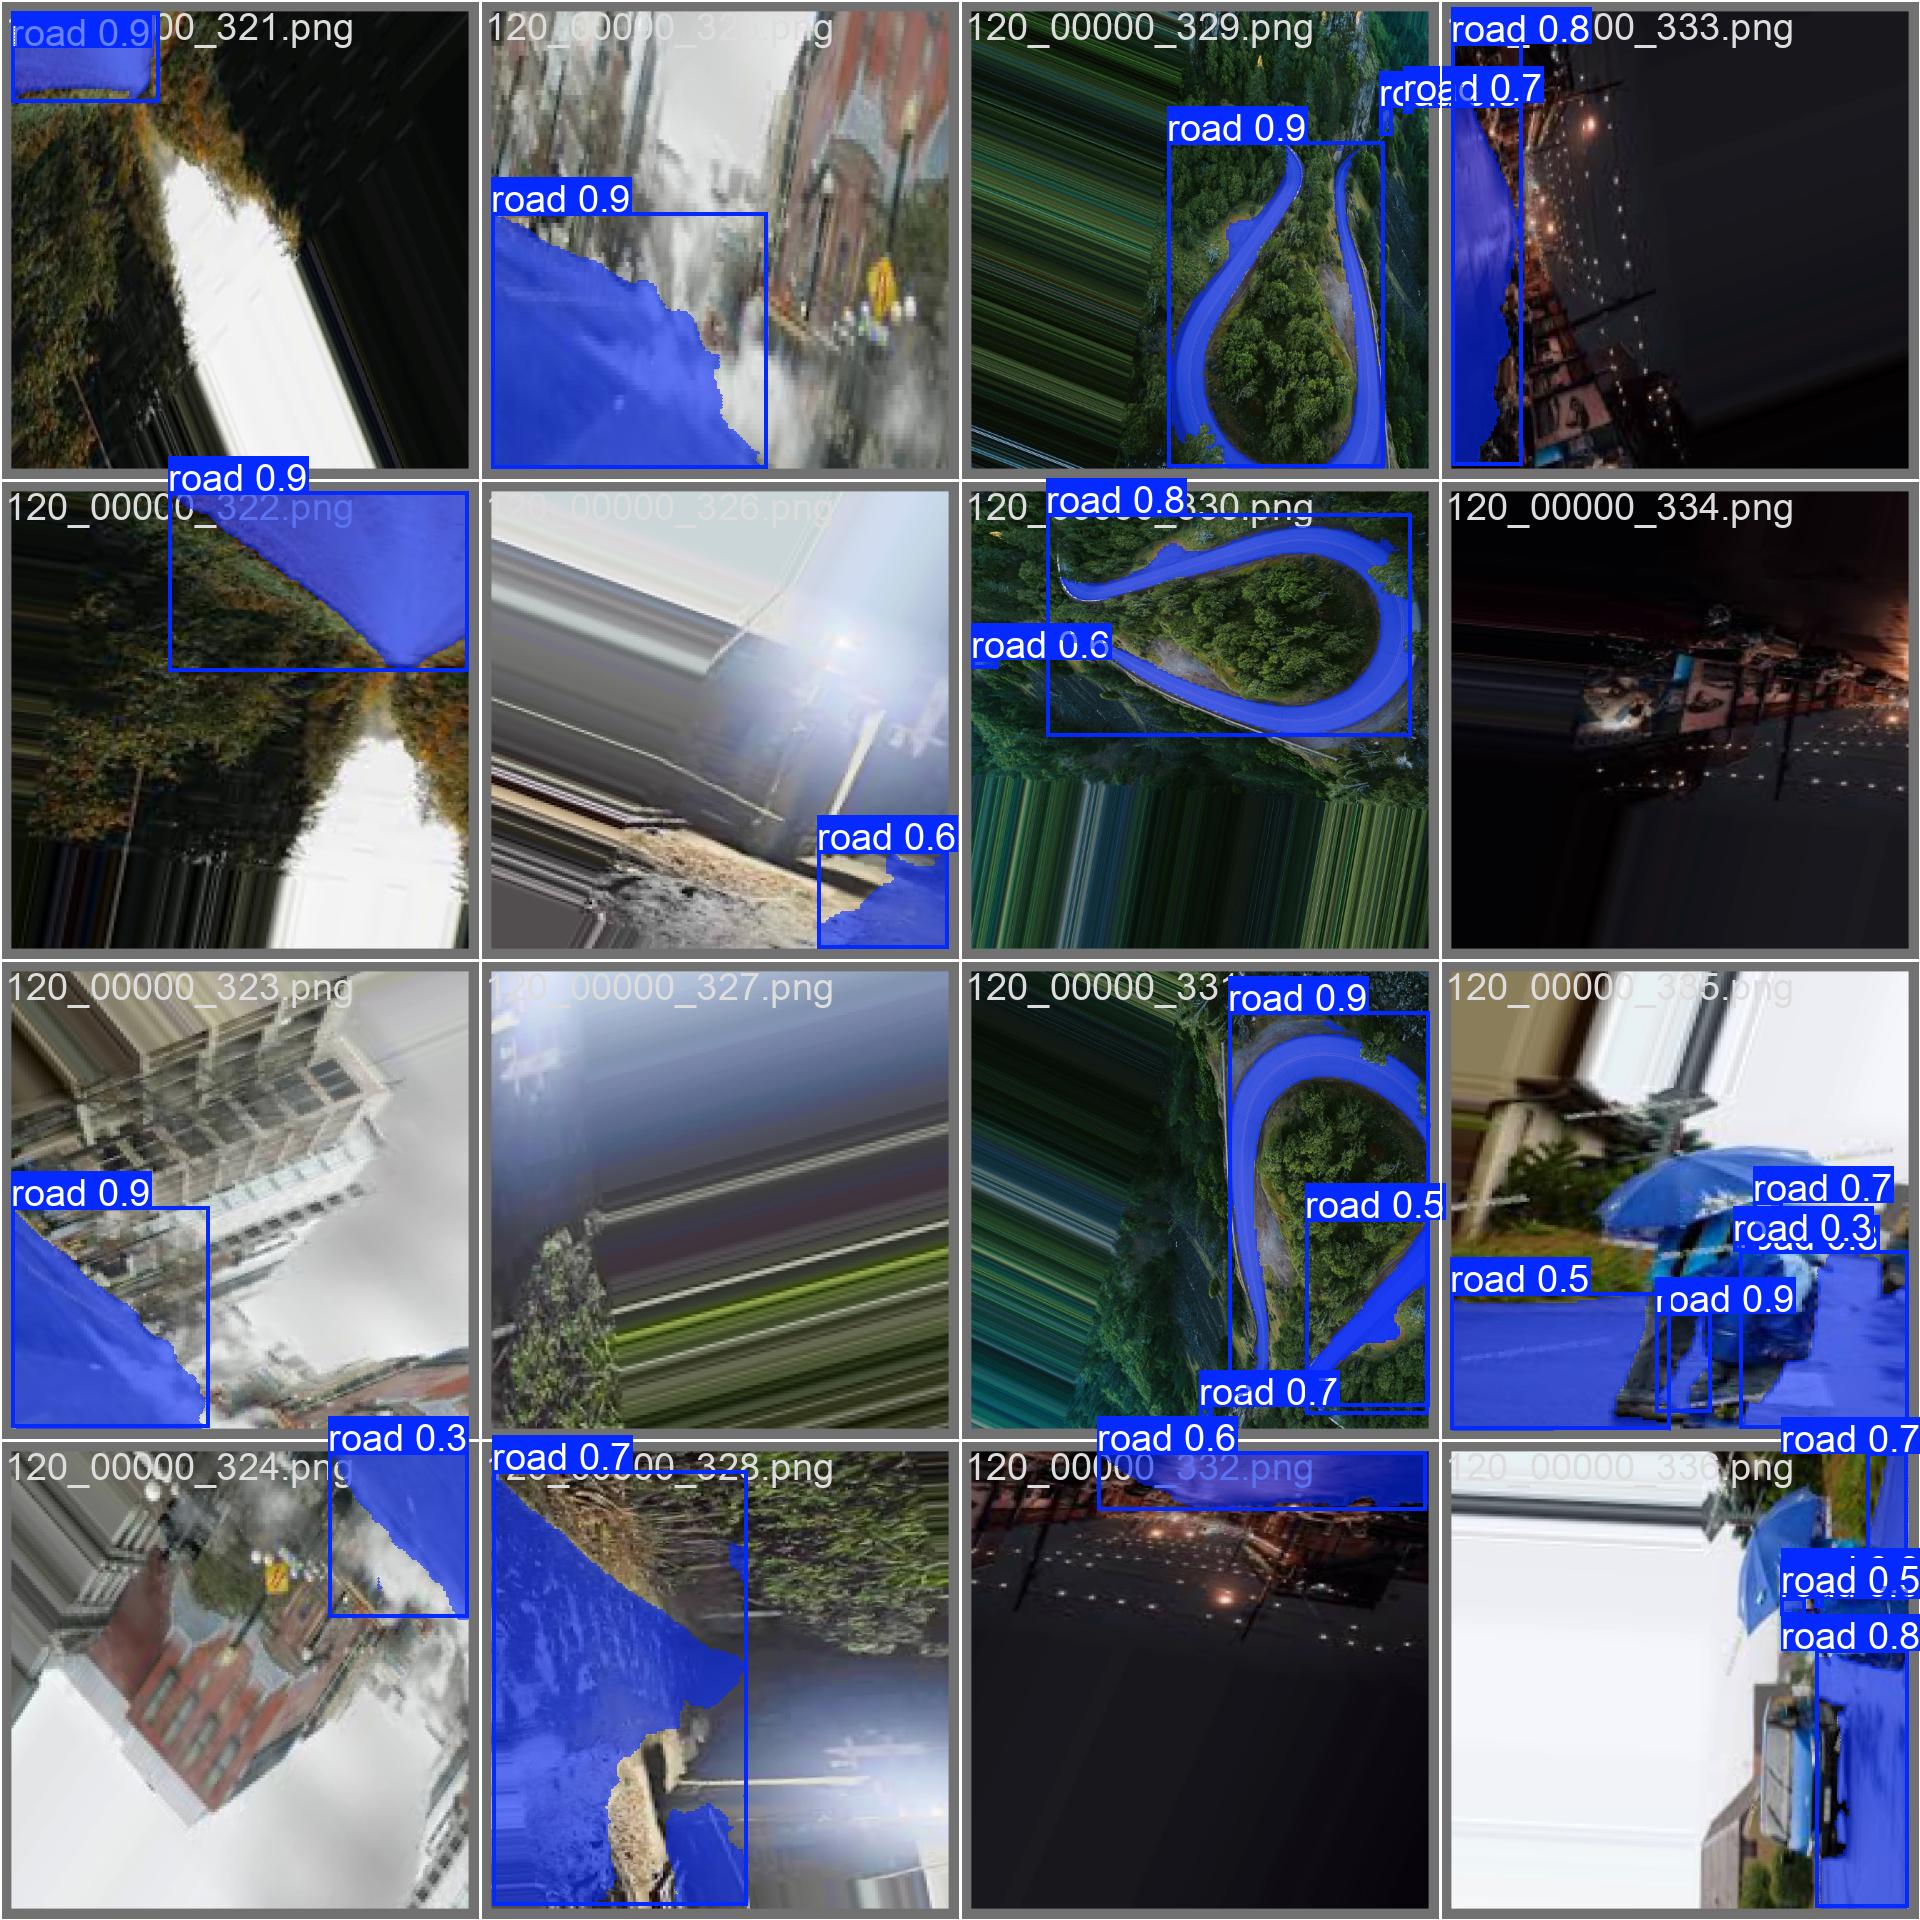 road 0.9
00_321.png
120_00000_32
.png
road 0.9
120_00000_329.png
road 0.9
road 0.7
road 0.8
00_333.png
120_00000_322.png
road 0.9
120_00000_326.png
road 0.6
120_00000_330.png
road 0.8
road 0.6
120_00000_334.png
120_00000_323.png
road 0.9
120_00000_327.png
120_00000_331
road 0.9
road 0.5
road 0.7
120_00000_335.png
road 0.7
road 0.3
road 0.5
road 0.9
120_00000_324.png
road 0.3
120_00000_328.png
road 0.7
120_00000_332.png
road 0.6
120_00000_336.png
road 0.7
road 0.5
road 0.8